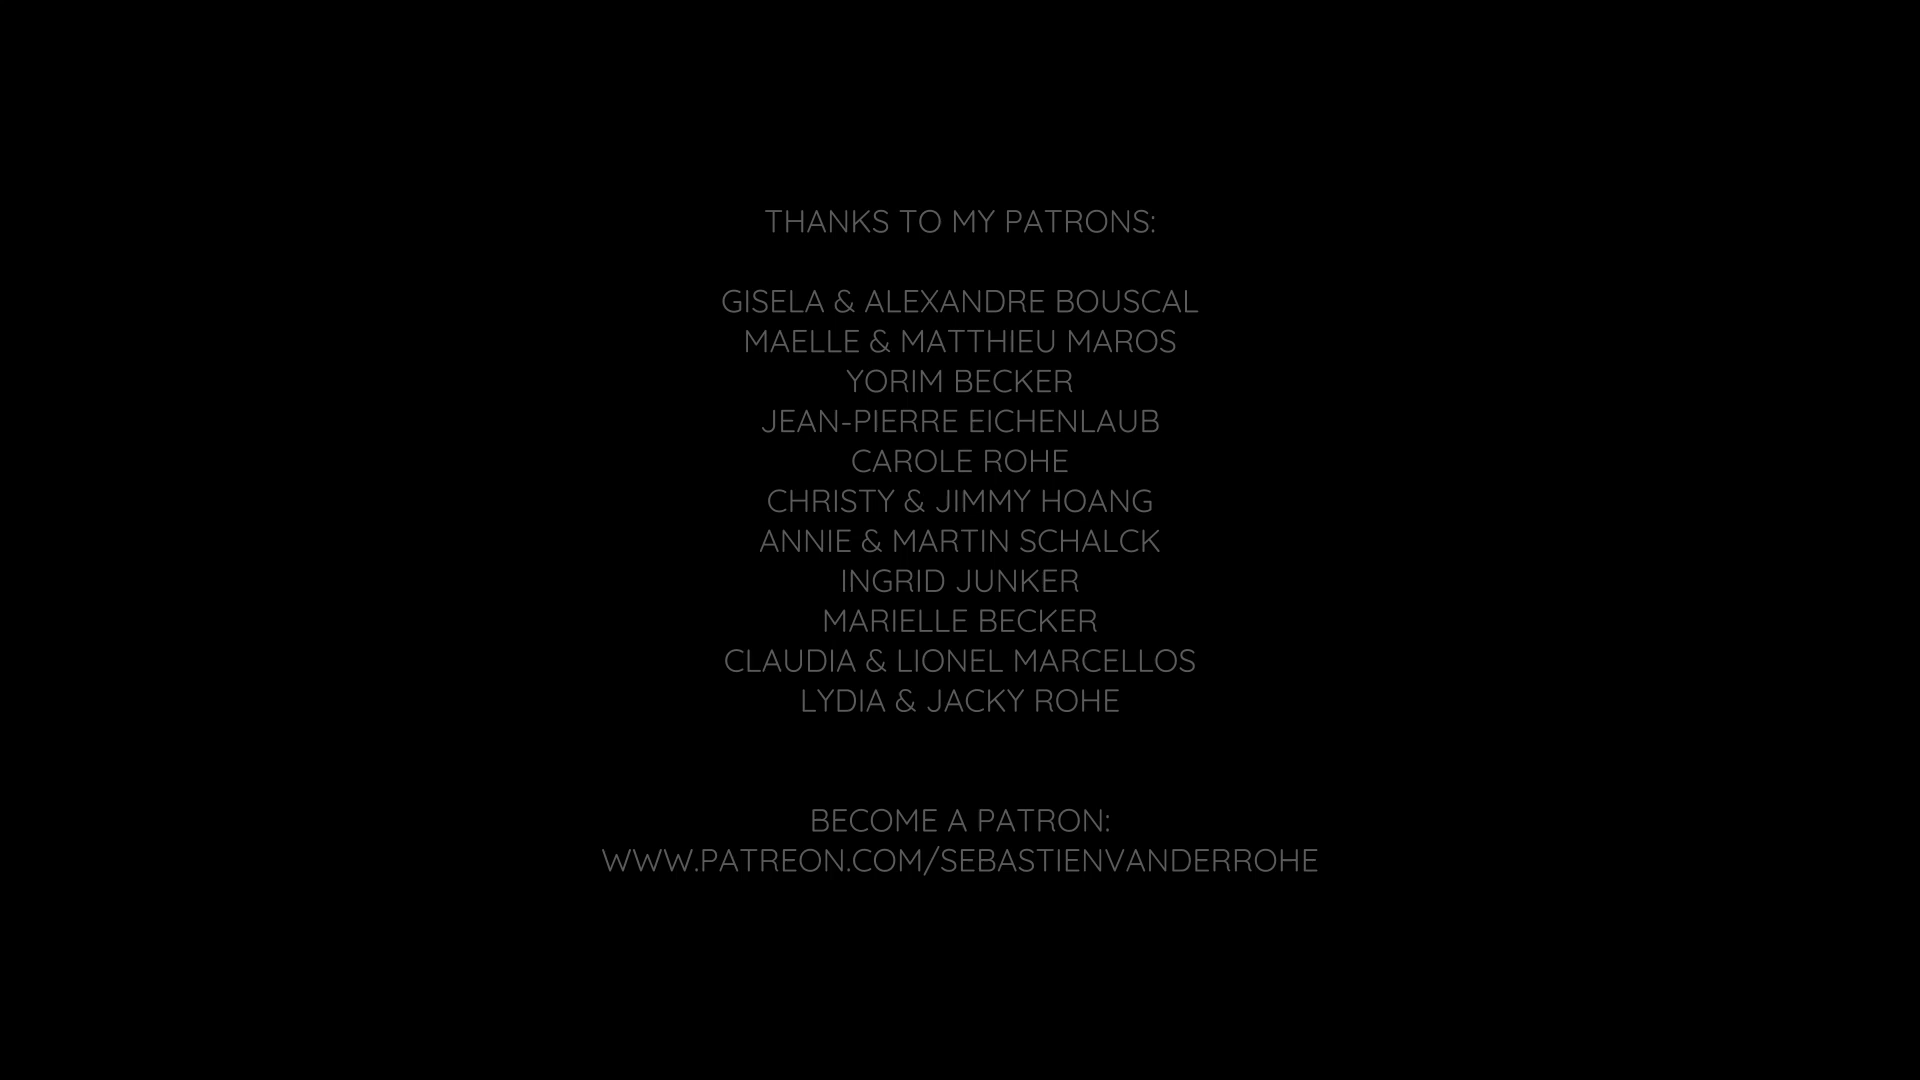 THANKS TO MY PATRONS:
GISELA & ALEXANDRE BOUSCAL
MAELLE & MATTHIEU MAROS
YORIM BECKER
JEAN-PIERRE EICHENLAUB
CAROLE ROHE
CHRISTY & JIMMY HOANG
ANNIE & MARTIN SCHALCK
INGRID JUNKER
MARIELLE BECKER
CLAUDIA & LIONEL MARCELLOS
LYDIA & JACKY ROHE
BECOME A PATRON:
WWW.PATREON.COM/SEBASTIENVANDERROHE